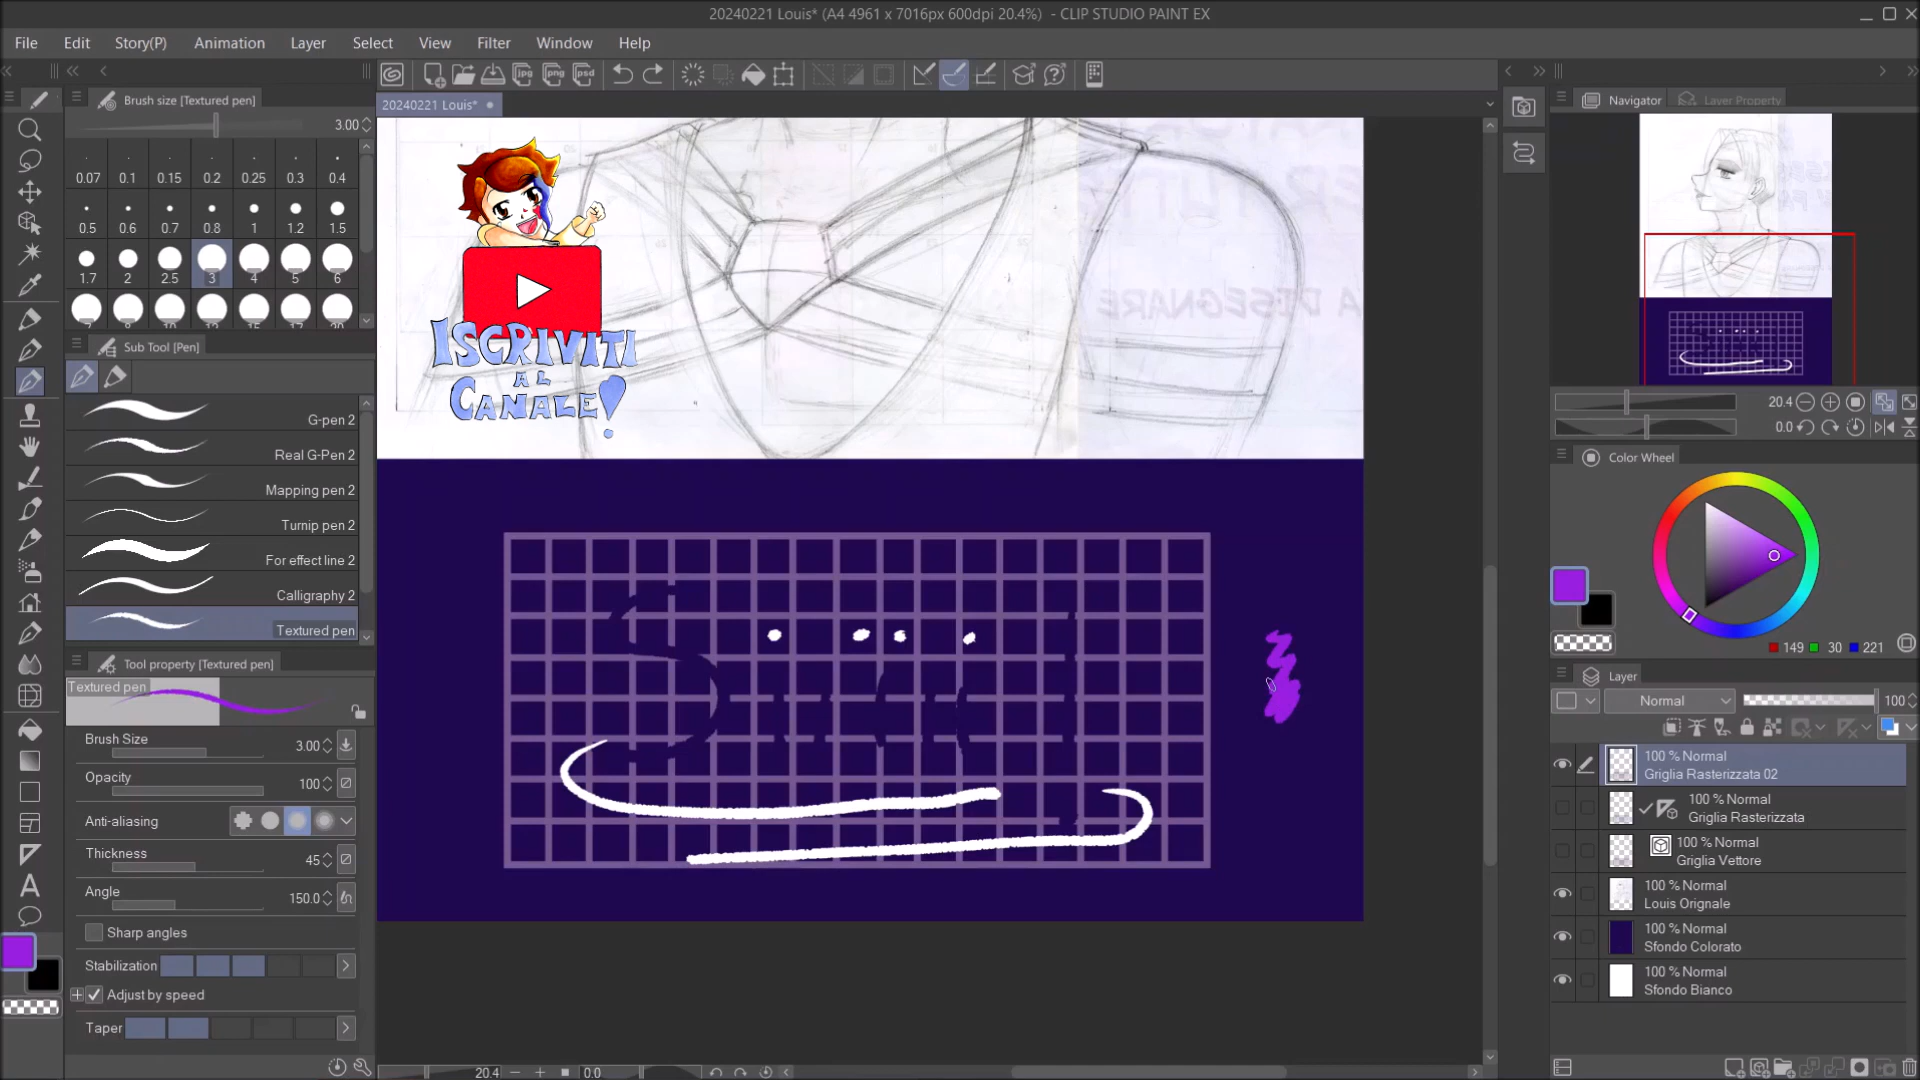 20240221 Louis* (A4 4961 x 7016px 600dpi 20.4%) - CLIP STUDIO PAINT EX
File Edit Story(P) Animation Layer Select View Filter Window Help
Brush size [Textured pen]
20240221 Louis*
Navigator Layer Property
3.00
0.07 0.1 0.15 0.2 0.25 0.3 0.4
0.5 0.6 0.7 0.8 1 1.2 1.5
1.7 2 2.5 3 4 5 6
ISCRIVITI
AL
CANALE!
A DISEGNARE
Sub Tool [Pen]
G-pen 2
Real G-Pen 2
Mapping pen 2
Turnip pen 2
For effect line 2
Calligraphy 2
Textured pen
Tool property [Textured pen]
Textured pen
Brush Size 3.00
Opacity 100
Anti-aliasing
Thickness 45
Angle 150.0
Sharp angles
Stabilization
Adjust by speed
Taper
20.4 0.0
20.4
0.0
Color Wheel
149 30 221
Layer
Normal 100
100 % Normal
Griglia Rasterizzata 02
100 % Normal
Griglia Rasterizzata
100 % Normal
Griglia Vettore
100 % Normal
Louis Orignale
100 % Normal
Sfondo Colorato
100 % Normal
Sfondo Bianco